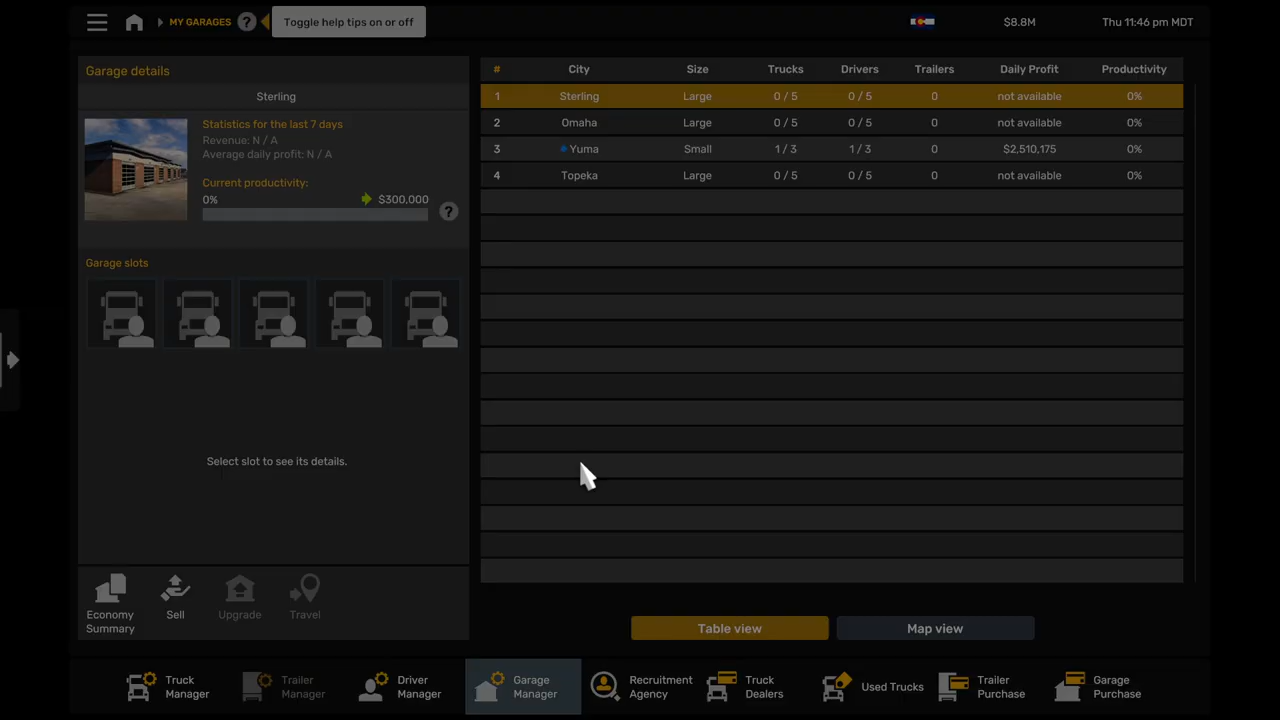 MY GARAGES ? Toggle help tips on or off $8.8M Thu 11:46 pm MDT
Garage details
Sterling
Statistics for the last 7 days
Revenue: N / A
Average daily profit: N / A
Current productivity:
0% $300,000
?
Garage slots
Select slot to see its details.
Economy Summary
Sell
Upgrade
Travel
# City Size Trucks Drivers Trailers Daily Profit Productivity
1 Sterling Large 0 / 5 0 / 5 0 not available 0%
2 Omaha Large 0 / 5 0 / 5 0 not available 0%
3 Yuma Small 1 / 3 1 / 3 0 $2,510,175 0%
4 Topeka Large 0 / 5 0 / 5 0 not available 0%
Table view Map view
Truck Manager
Trailer Manager
Driver Manager
Garage Manager
Recruitment Agency
Truck Dealers
Used Trucks
Trailer Purchase
Garage Purchase